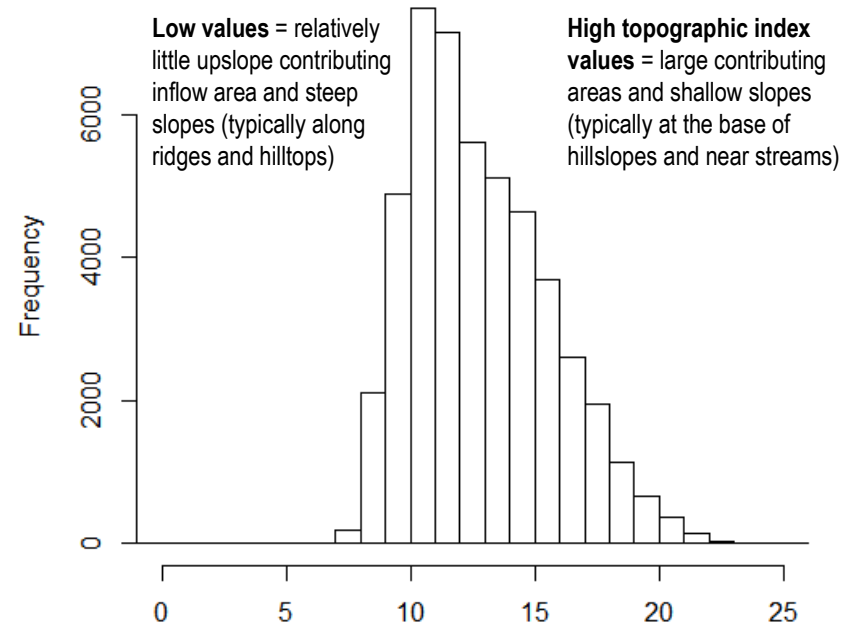 Low values = relatively
little upslope contributing
inflow area and steep
slopes (typically along
ridges and hilltops)
High topographic index
values = large contributing
areas and shallow slopes
(typically at the base of
hillslopes and near streams)
Frequency
6000
4000
2000
0
0 5 10 15 20 25